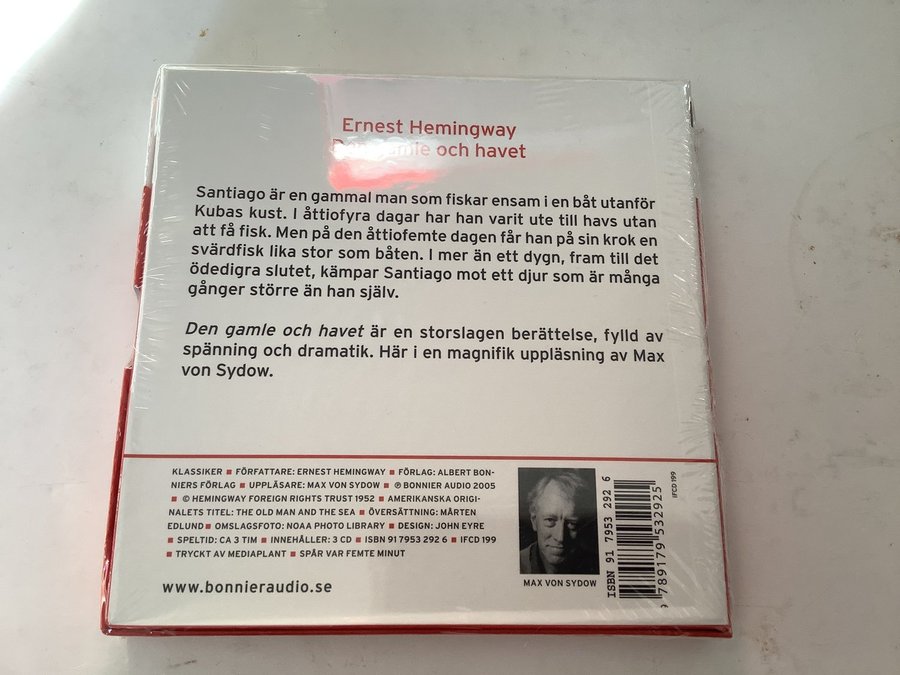 Ernest Hemingway
Den gamle och havet
Santiago är en gammal man som fiskar ensam i en båt utanför
Kubas kust. I åttiofyra dagar har han varit ute till havs utan
att få fisk. Men på den åttiofemte dagen får han på sin krok en
svärdfisk lika stor som båten. I mer än ett dygn, fram till det
ödedigra slutet, kämpar Santiago mot ett djur som är många
gånger större än han själv.
Den gamle och havet är en storslagen berättelse, fylld av
spänning och dramatik. Här i en magnifik uppläsning av Max
von Sydow.
KLASSIKER ■ FÖRFATTARE: ERNEST HEMINGWAY ■ FÖRLAG: ALBERT BON-
NIERS FÖRLAG ■ UPPLÄSARE: MAX VON SYDOW ■ ℗ BONNIER AUDIO 2005
■ © HEMINGWAY FOREIGN RIGHTS TRUST 1952 ■ AMERIKANSKA ORIGI-
NALETS TITEL: THE OLD MAN AND THE SEA ■ ÖVERSÄTTNING: MÅRTEN
EDLUND ■ OMSLAGSFOTO: NOAA PHOTO LIBRARY ■ DESIGN: JOHN EYRE
■ SPELTID: CA 3 TIM ■ INNEHÅLLER: 3 CD ■ ISBN 91 7953 292 6 ■ IFCD 199
■ TRYCKT AV MEDIAPLANT ■ SPÅR VAR FEMTE MINUT
www.bonnieraudio.se
MAX VON SYDOW
ISBN 91 7953 292 6
9 789179 532925
IFCD 199